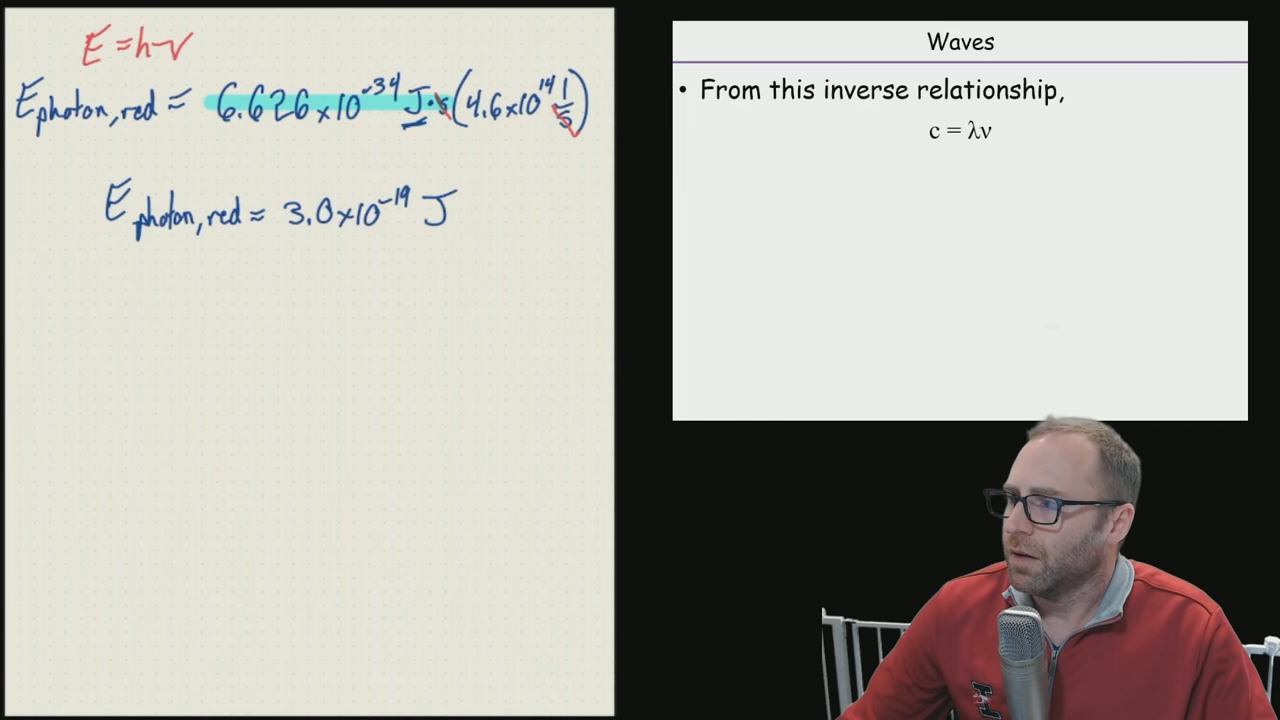 E = hν
E photon, red ≈ 6.626 × 10⁻³⁴ J·s (4.6 × 10¹⁴ 1/s)
E photon, red ≈ 3.0 × 10⁻¹⁹ J
Waves
• From this inverse relationship,
c = λν